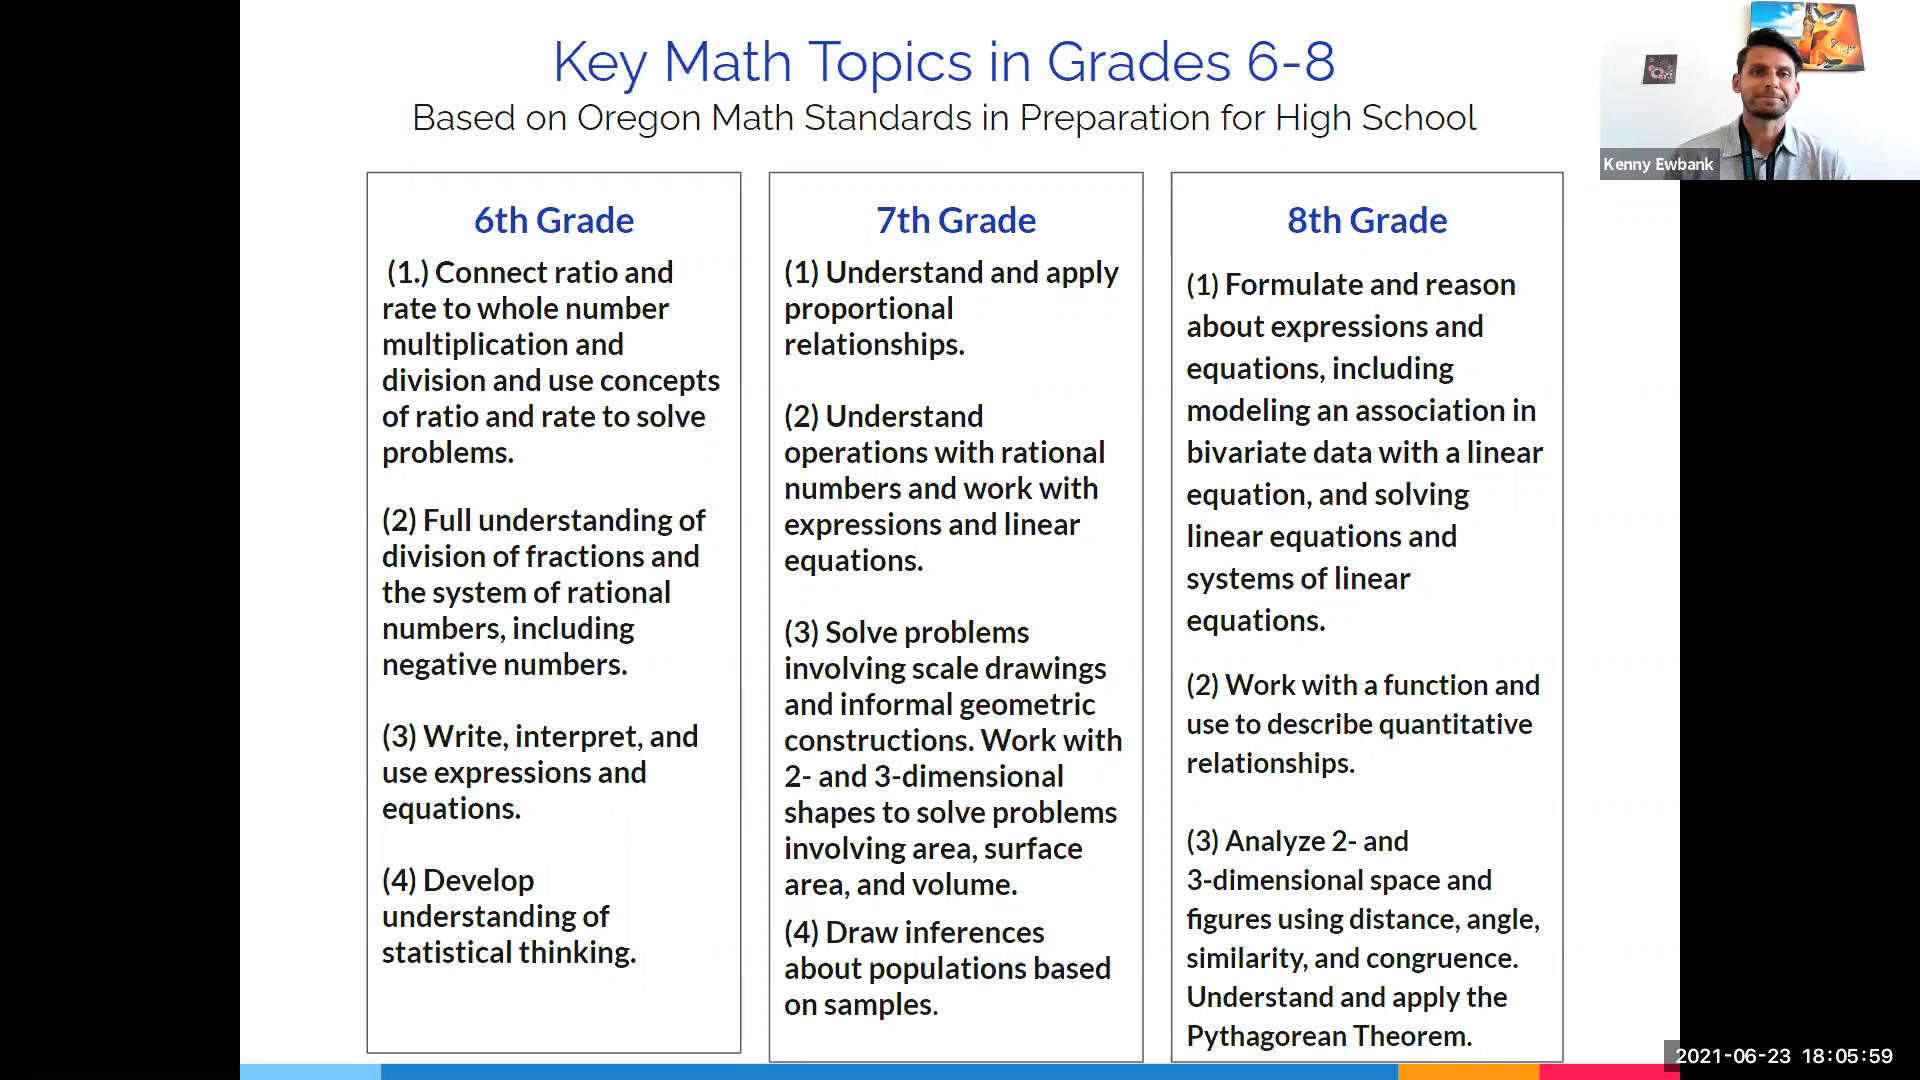 Key Math Topics in Grades 6-8
Based on Oregon Math Standards in Preparation for High School
Kenny Ewbank
6th Grade
(1.) Connect ratio and
rate to whole number
multiplication and
division and use concepts
of ratio and rate to solve
problems.
(2) Full understanding of
division of fractions and
the system of rational
numbers, including
negative numbers.
(3) Write, interpret, and
use expressions and
equations.
(4) Develop
understanding of
statistical thinking.
7th Grade
(1) Understand and apply
proportional
relationships.
(2) Understand
operations with rational
numbers and work with
expressions and linear
equations.
(3) Solve problems
involving scale drawings
and informal geometric
constructions. Work with
2- and 3-dimensional
shapes to solve problems
involving area, surface
area, and volume.
(4) Draw inferences
about populations based
on samples.
8th Grade
(1) Formulate and reason
about expressions and
equations, including
modeling an association in
bivariate data with a linear
equation, and solving
linear equations and
systems of linear
equations.
(2) Work with a function and
use to describe quantitative
relationships.
(3) Analyze 2- and
3-dimensional space and
figures using distance, angle,
similarity, and congruence.
Understand and apply the
Pythagorean Theorem.
2021-06-23 18:05:59